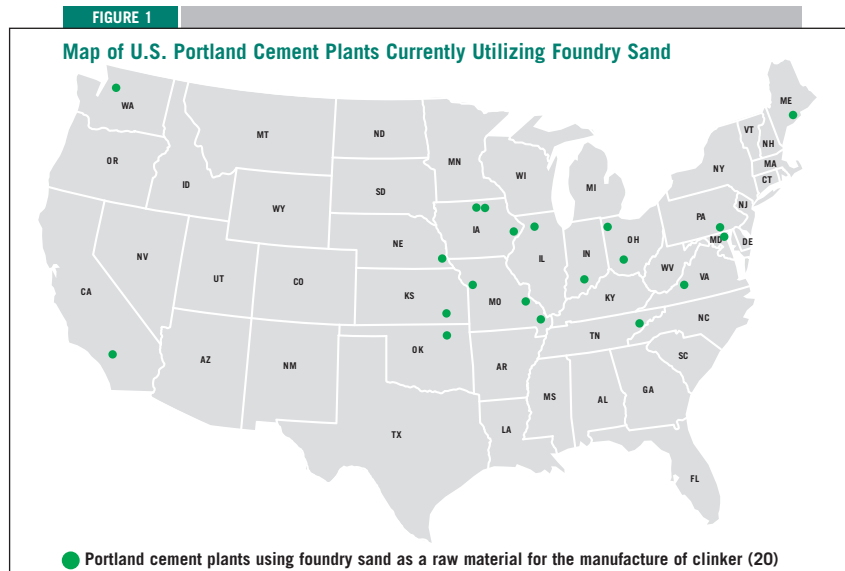 FIGURE 1
Map of U.S. Portland Cement Plants Currently Utilizing Foundry Sand
WA
MT
ND
MN
ME
VT
NH
OR
ID
SD
WI
MI
NY
MA
CT
WY
IA
PA
NJ
NE
IL
IN
OH
MD
DE
NV
UT
CO
WV
VA
CA
KS
MO
KY
NC
TN
AZ
NM
OK
AR
SC
MS
AL
GA
TX
LA
FL
Portland cement plants using foundry sand as a raw material for the manufacture of clinker (20)